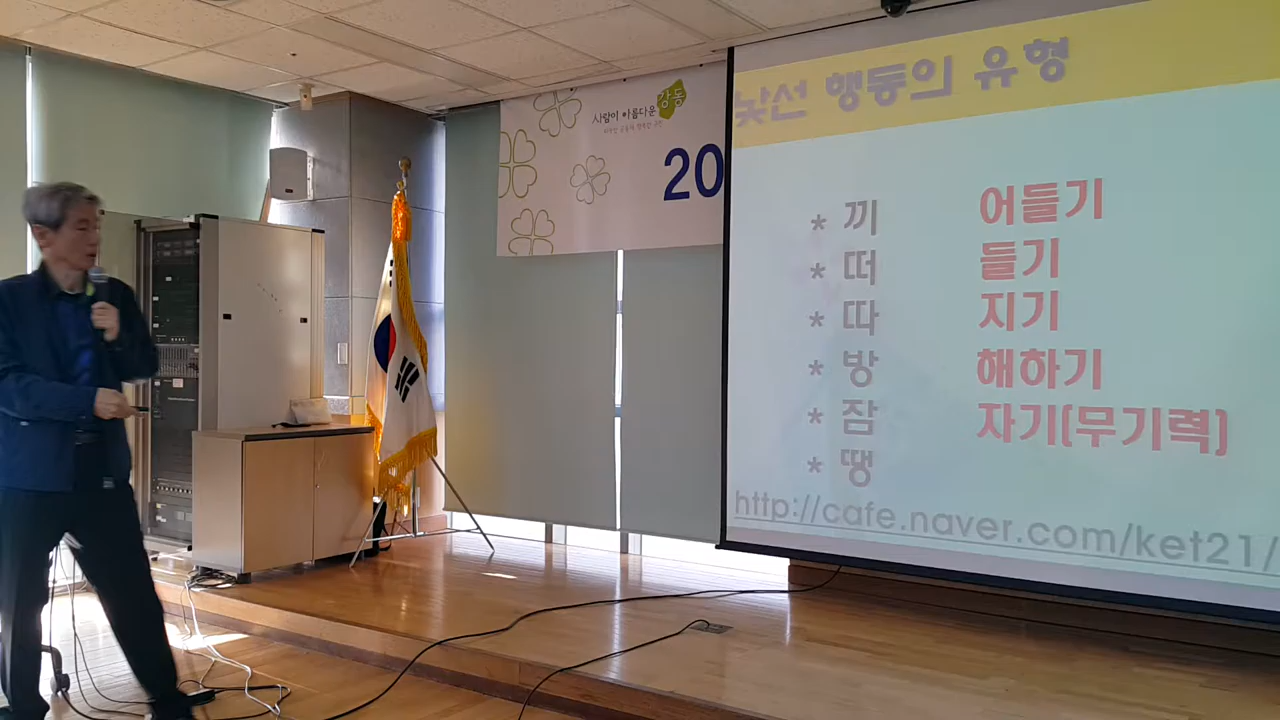 사람이 아름다운 강동
20
낯선 행동의 유형
* 끼 어들기
* 떠 들기
* 따 지기
* 방 해하기
* 잠 자기(무기력)
* 땡
http://cafe.naver.com/ket21/